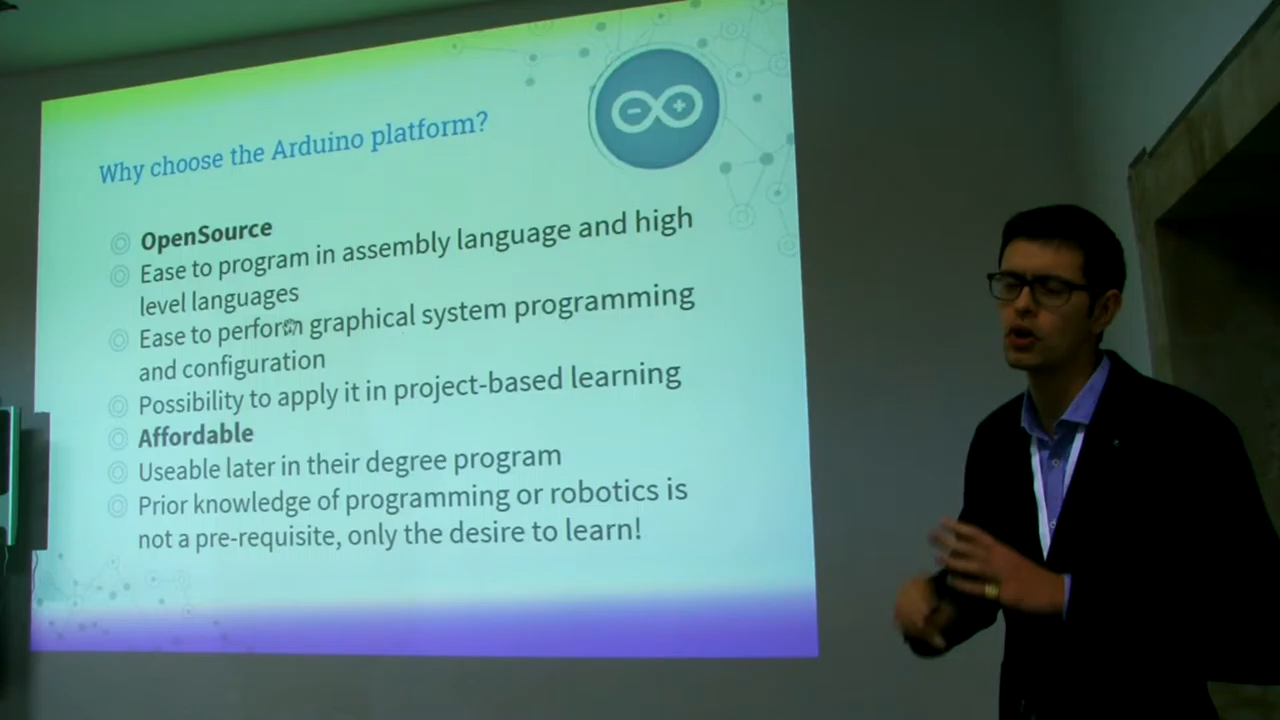 Why choose the Arduino platform?
OpenSource
Ease to program in assembly language and high
level languages
Ease to perform graphical system programming
and configuration
Possibility to apply it in project-based learning
Affordable
Useable later in their degree program
Prior knowledge of programming or robotics is
not a pre-requisite, only the desire to learn!